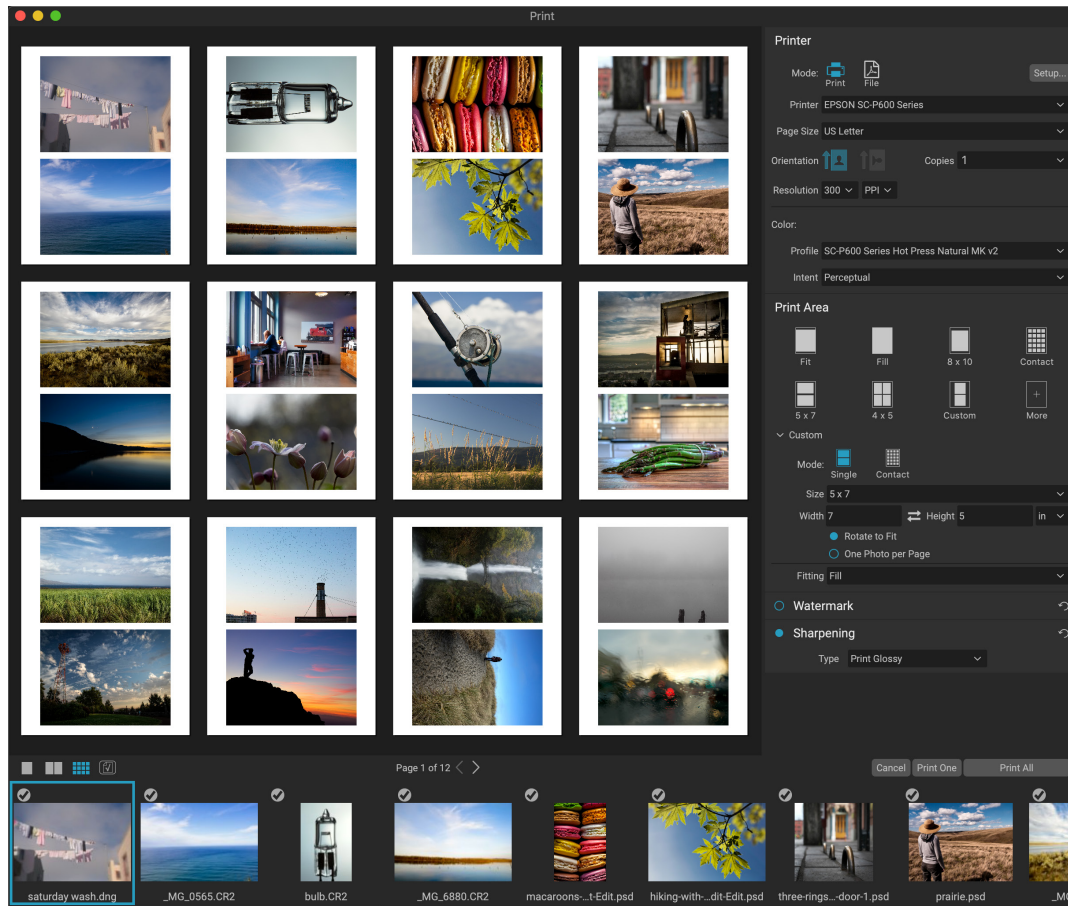 Print
Printer
Mode:
Print
File
Setup...
Printer EPSON SC-P600 Series
Page Size US Letter
Orientation
Copies 1
Resolution 300 PPI
Color:
Profile SC-P600 Series Hot Press Natural MK v2
Intent Perceptual
Print Area
Fit Fill 8 x 10 Contact
5 x 7 4 x 5 Custom More
Custom
Mode:
Single Contact
Size 5 x 7
Width 7 Height 5 in
Rotate to Fit
One Photo per Page
Fitting Fill
Watermark
Sharpening
Type Print Glossy
Page 1 of 12
Cancel Print One Print All
saturday wash.dng _MG_0565.CR2 bulb.CR2 _MG_6880.CR2 macaroons-...t-Edit.psd hiking-with-...dit-Edit.psd three-rings...-door-1.psd prairie.psd _MG